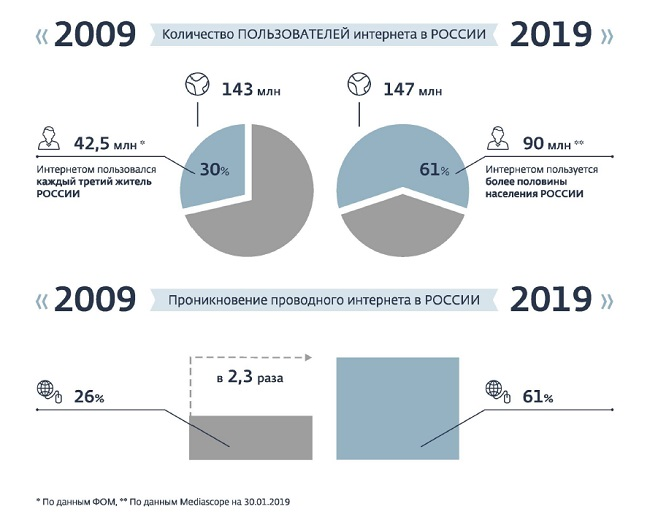 « 2009 Количество ПОЛЬЗОВАТЕЛЕЙ интернета в РОССИИ 2019 »
143 млн
147 млн
42,5 млн *
90 млн **
30%
61%
Интернетом пользовался
каждый третий житель
РОССИИ
Интернетом пользуется
более половины
населения РОССИИ
« 2009 Проникновение проводного интернета в РОССИИ 2019 »
в 2,3 раза
26%
61%
* По данным ФОМ, ** По данным Mediascope на 30.01.2019